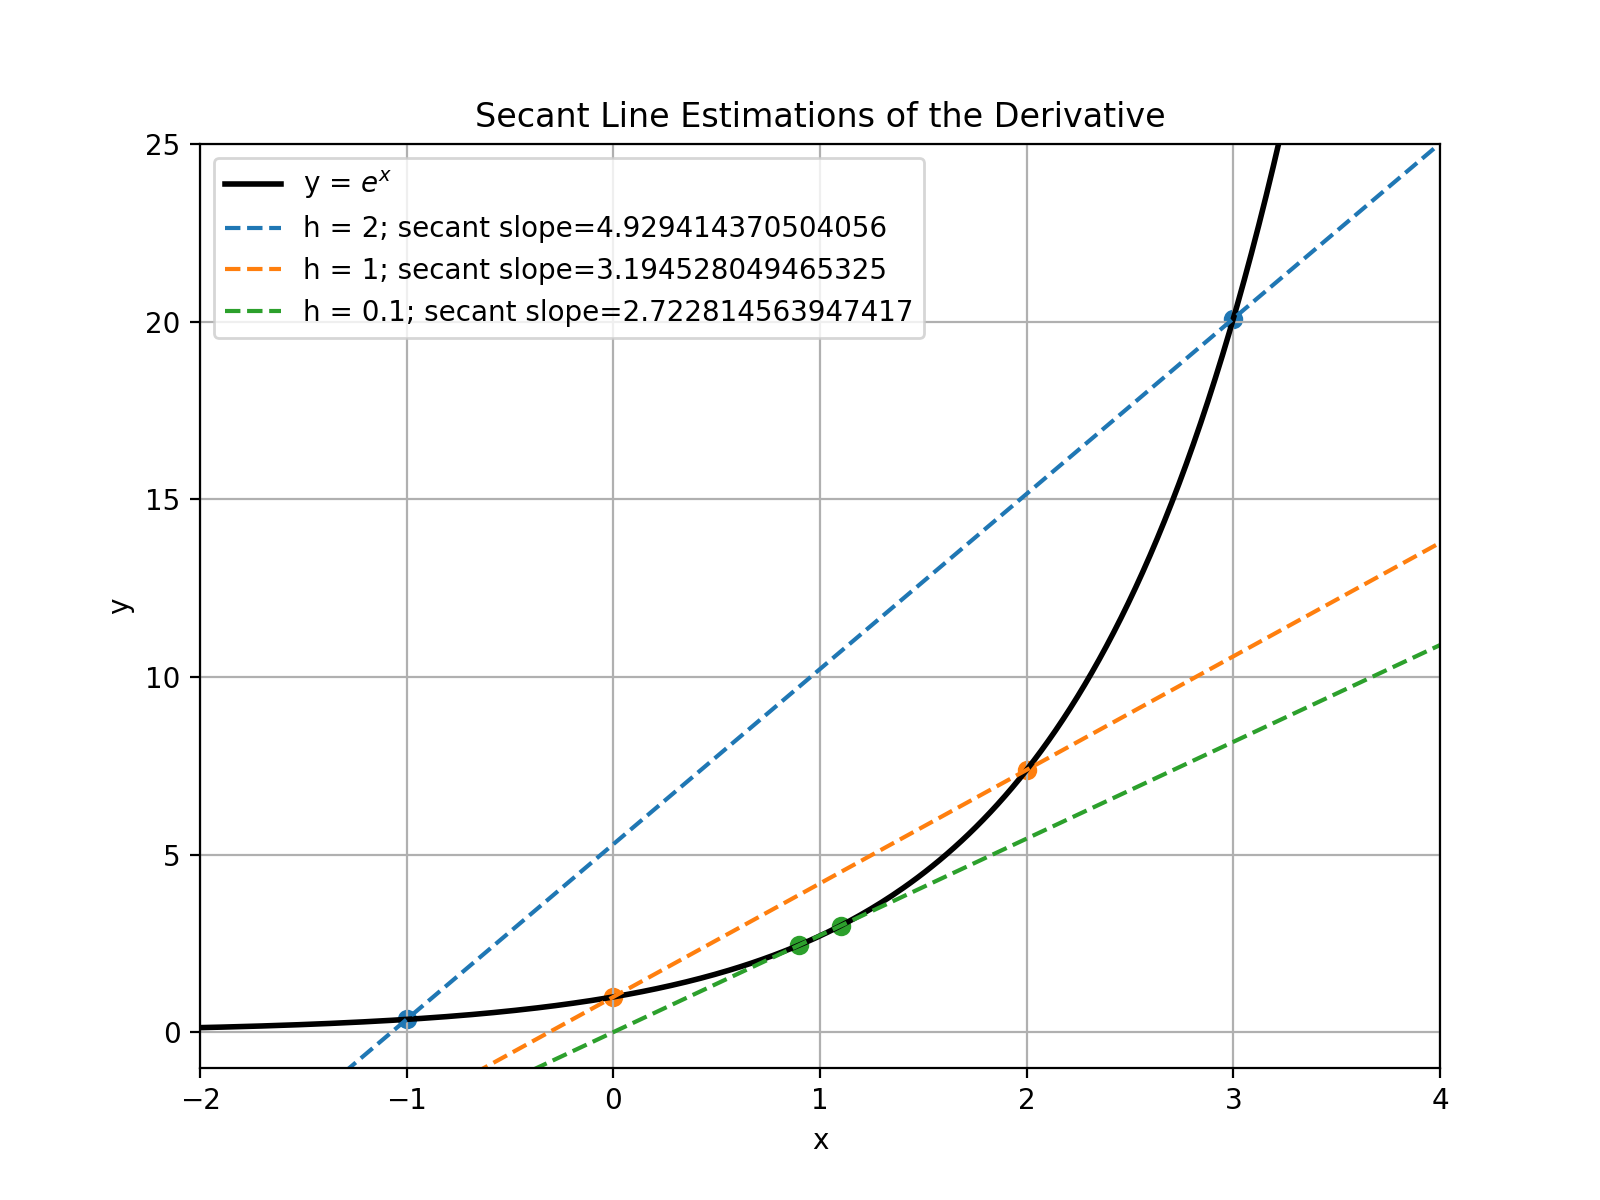 Secant Line Estimations of the Derivative
y = e^x
h = 2; secant slope=4.929414370504056
h = 1; secant slope=3.194528049465325
h = 0.1; secant slope=2.722814563947417
25
20
15
10
5
0
y
−2 −1 0 1 2 3 4
x